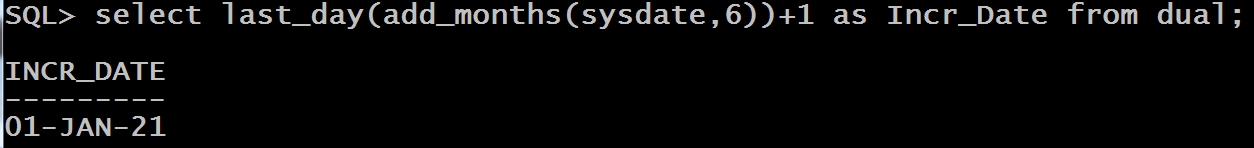 SQL> select last_day(add_months(sysdate,6))+1 as Incr_Date from dual;
INCR_DATE
---------
01-JAN-21